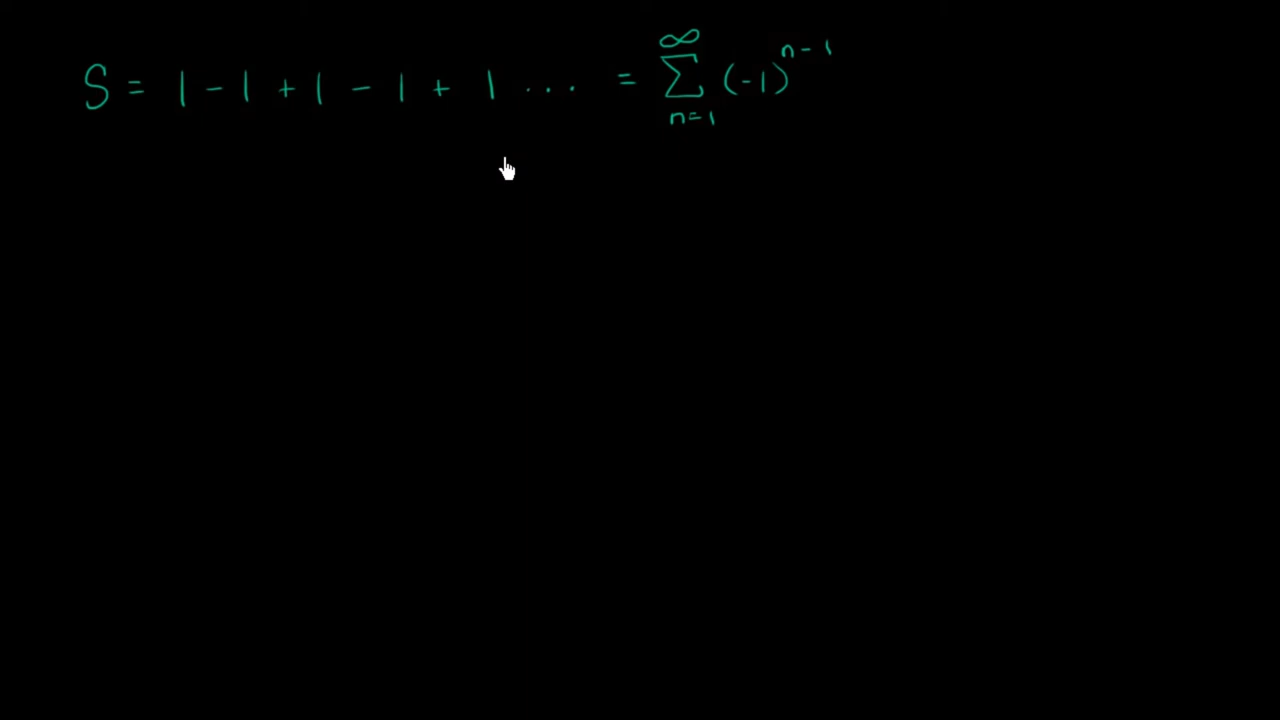 S = 1 - 1 + 1 - 1 + 1 ... = ∑_{n=1}^{∞} (-1)^{n-1}